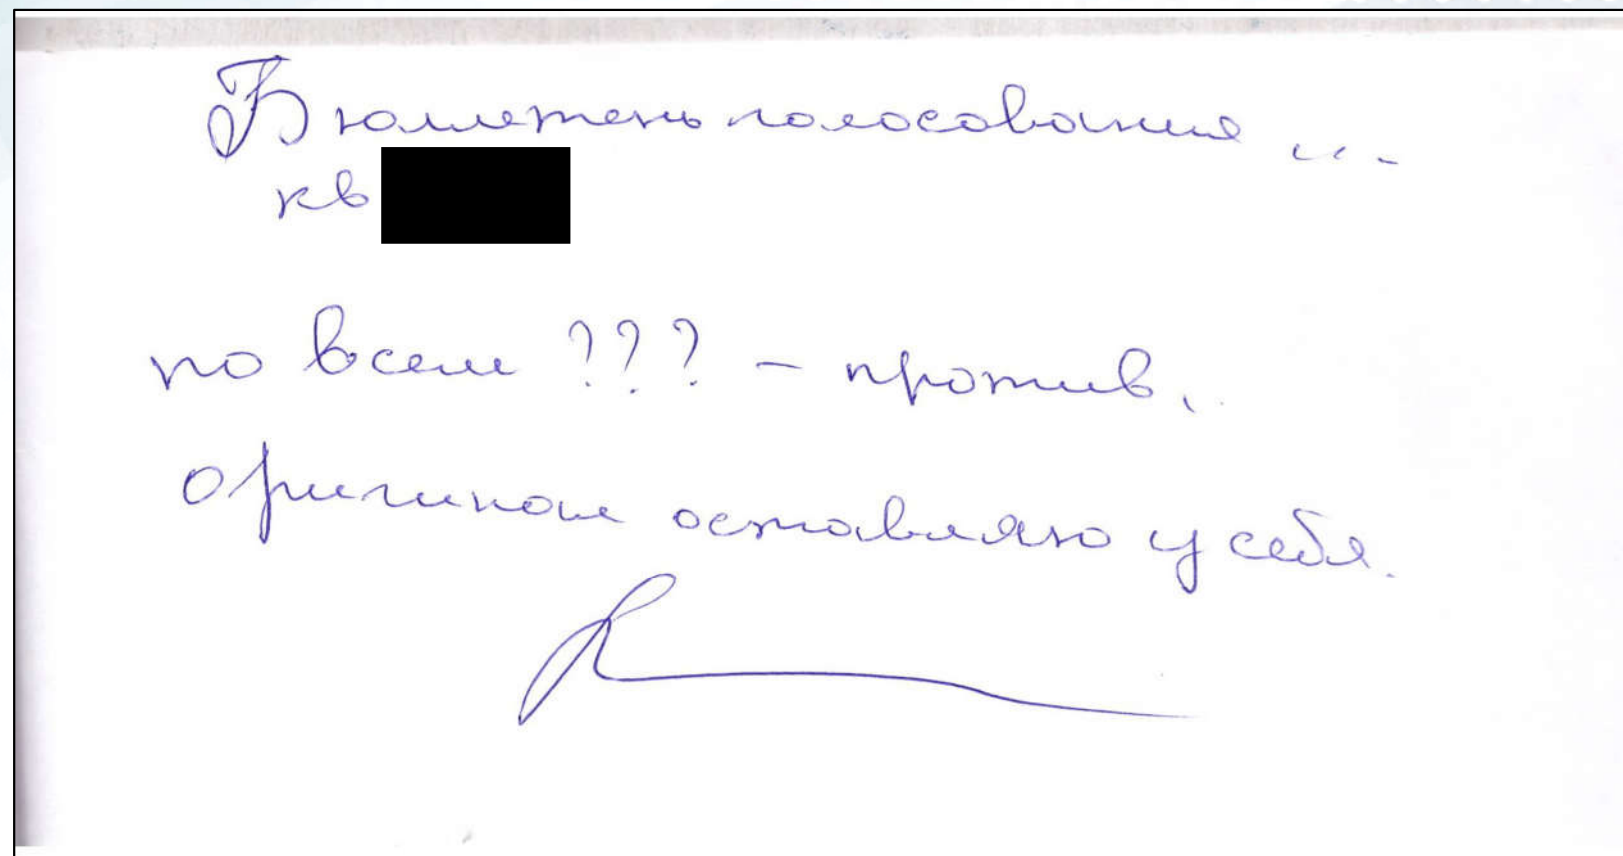 Бюллетень голосования ...
кв
по всем ??? - против.
Оригинал оставляю у себя.